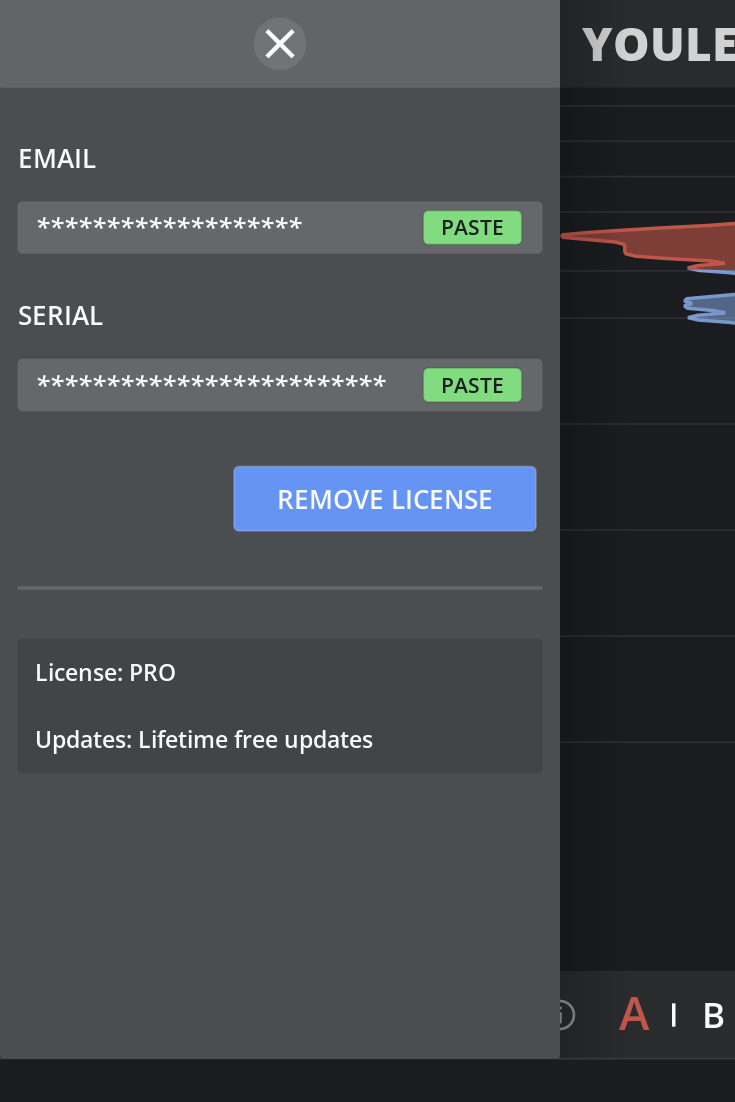 YOULE
EMAIL
*******************
PASTE
SERIAL
*************************
PASTE
REMOVE LICENSE
License: PRO
Updates: Lifetime free updates
A I B